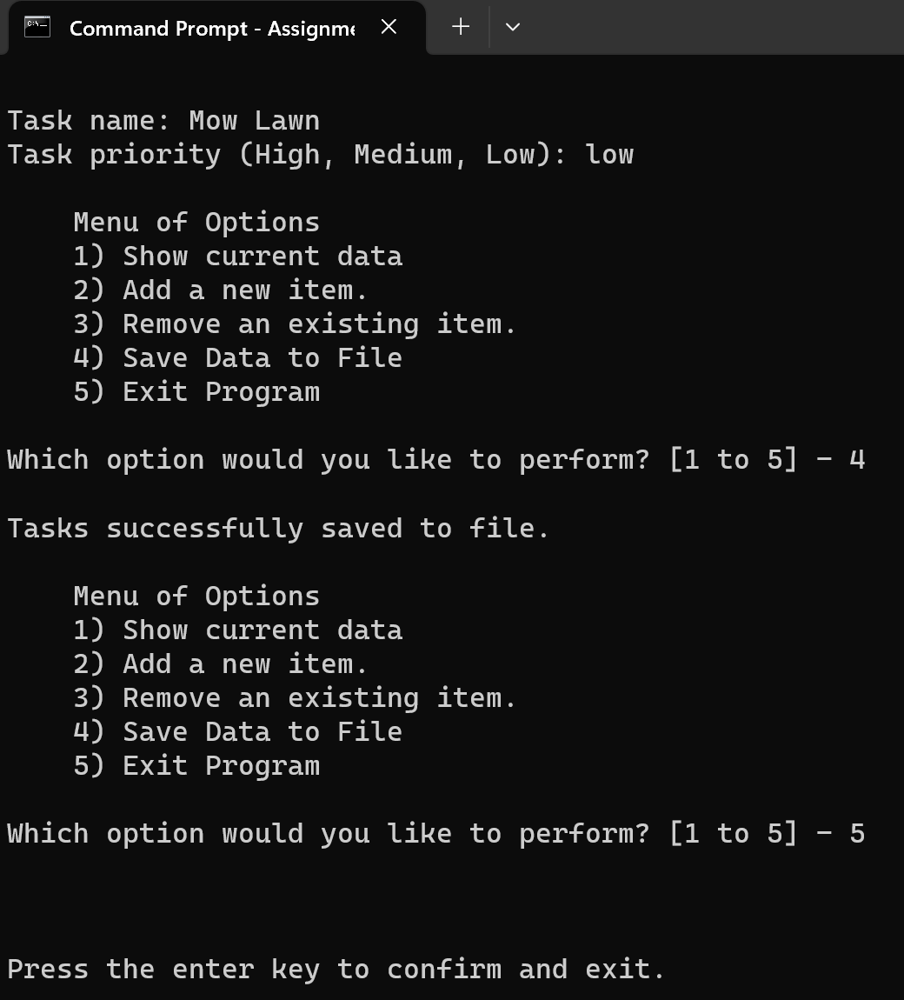 Command Prompt - Assignme
Task name: Mow Lawn
Task priority (High, Medium, Low): low
Menu of Options
1) Show current data
2) Add a new item.
3) Remove an existing item.
4) Save Data to File
5) Exit Program
Which option would you like to perform? [1 to 5] - 4
Tasks successfully saved to file.
Menu of Options
1) Show current data
2) Add a new item.
3) Remove an existing item.
4) Save Data to File
5) Exit Program
Which option would you like to perform? [1 to 5] - 5
Press the enter key to confirm and exit.